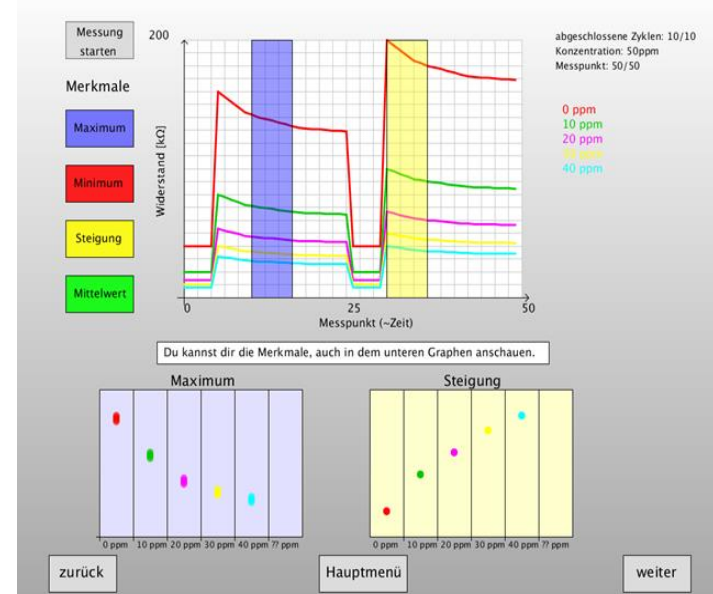 Messung
starten
Merkmale
Maximum
Minimum
Steigung
Mittelwert
200
Widerstand [kΩ]
0
25
50
Messpunkt (~Zeit)
abgeschlossene Zyklen: 10/10
Konzentration: 50ppm
Messpunkt: 50/50
0 ppm
10 ppm
20 ppm
30 ppm
40 ppm
Du kannst dir die Merkmale, auch in dem unteren Graphen anschauen.
Maximum
0 ppm 10 ppm 20 ppm 30 ppm 40 ppm ?? ppm
Steigung
0 ppm 10 ppm 20 ppm 30 ppm 40 ppm ?? ppm
zurück
Hauptmenü
weiter